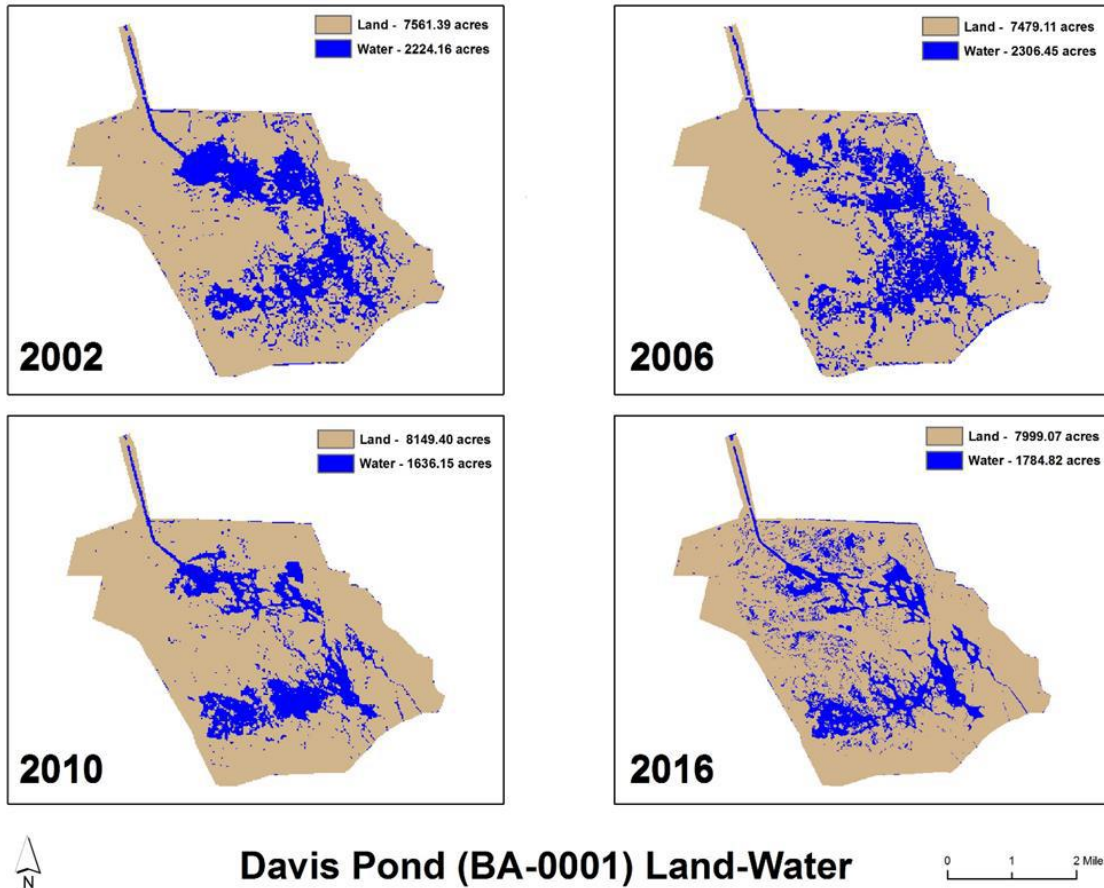 Land - 7561.39 acres
Water - 2224.16 acres
2002
Land - 7479.11 acres
Water - 2306.45 acres
2006
Land - 8149.40 acres
Water - 1636.15 acres
2010
Land - 7999.07 acres
Water - 1784.82 acres
2016
N
Davis Pond (BA-0001) Land-Water
0 1 2 Mile